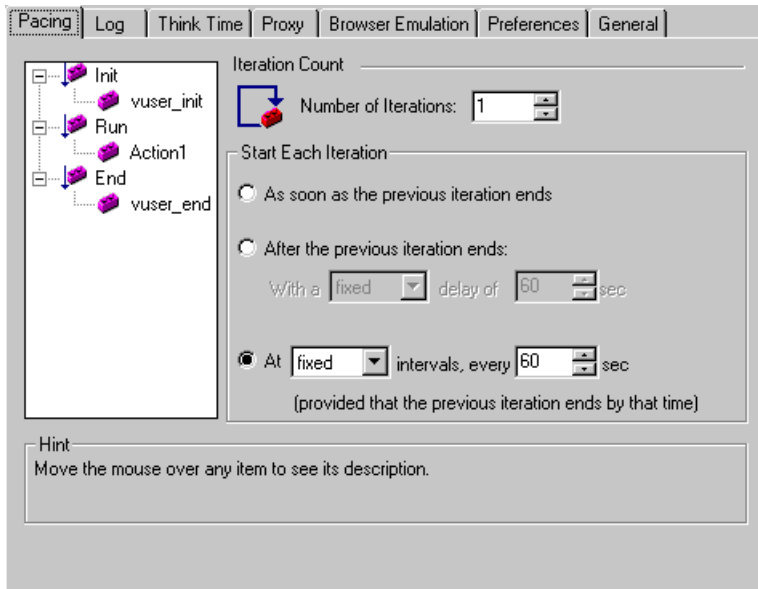 Pacing Log Think Time Proxy Browser Emulation Preferences General
Init
vuser_init
Run
Action1
End
vuser_end
Iteration Count
Number of Iterations: 1
Start Each Iteration
As soon as the previous iteration ends
After the previous iteration ends:
With a fixed delay of 60 sec
At fixed intervals, every 60 sec
(provided that the previous iteration ends by that time)
Hint
Move the mouse over any item to see its description.